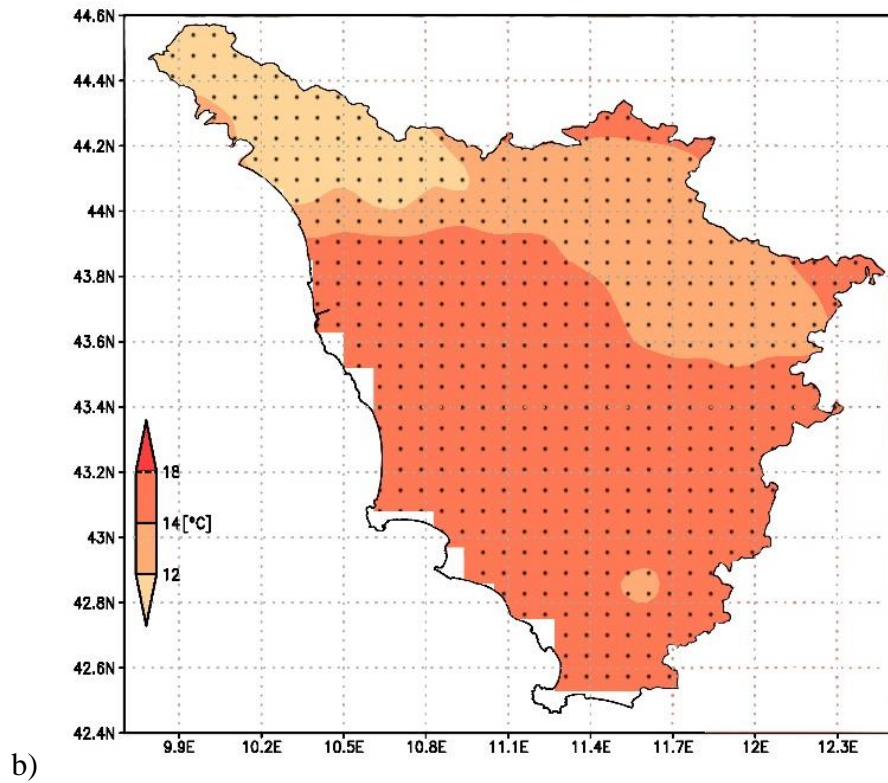 44.6N
44.4N
44.2N
44N
43.8N
43.6N
43.4N
43.2N
43N
42.8N
42.6N
42.4N
18
14[°C]
12
9.9E 10.2E 10.5E 10.8E 11.1E 11.4E 11.7E 12E 12.3E
b)